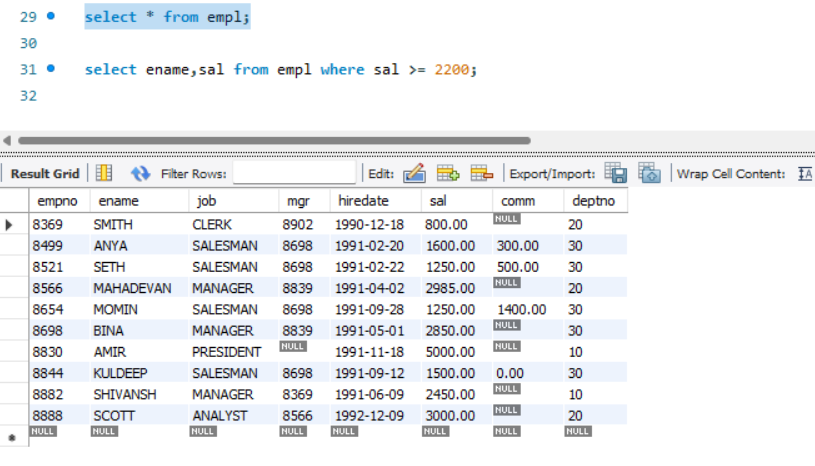 29 select * from empl;
30
31 select ename,sal from empl where sal >= 2200;
32
Result Grid Filter Rows: Edit: Export/Import: Wrap Cell Content: IA
empno ename job mgr hiredate sal comm deptno
8369 SMITH CLERK 8902 1990-12-18 800.00 NULL 20
8499 ANYA SALESMAN 8698 1991-02-20 1600.00 300.00 30
8521 SETH SALESMAN 8698 1991-02-22 1250.00 500.00 30
8566 MAHADEVAN MANAGER 8839 1991-04-02 2985.00 NULL 20
8654 MOMIN SALESMAN 8698 1991-09-28 1250.00 1400.00 30
8698 BINA MANAGER 8839 1991-05-01 2850.00 NULL 30
8830 AMIR PRESIDENT NULL 1991-11-18 5000.00 NULL 10
8844 KULDEEP SALESMAN 8698 1991-09-12 1500.00 0.00 30
8882 SHIVANSH MANAGER 8369 1991-06-09 2450.00 NULL 10
8888 SCOTT ANALYST 8566 1992-12-09 3000.00 NULL 20
NULL NULL NULL NULL NULL NULL NULL NULL